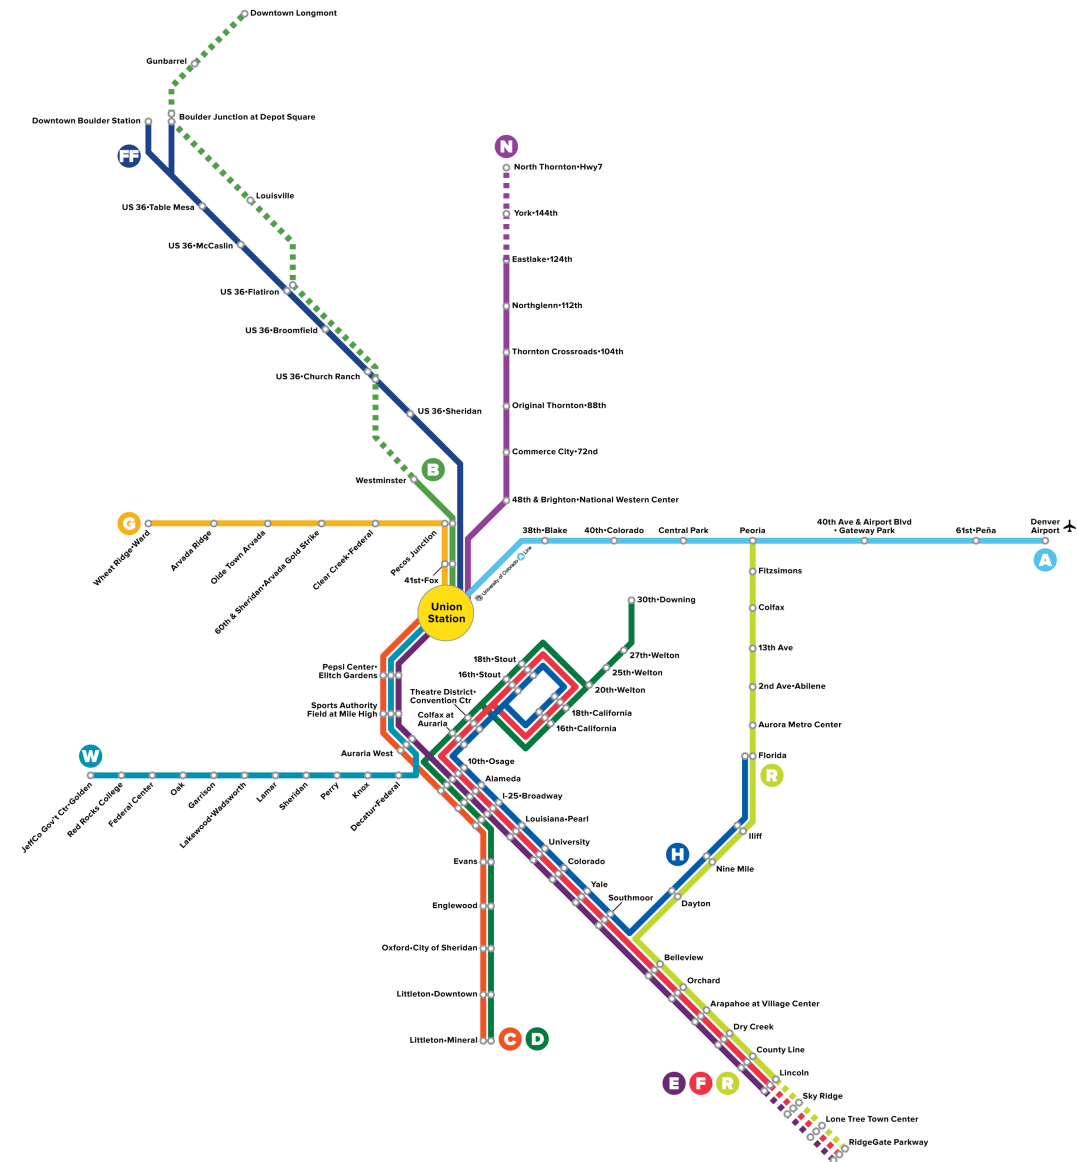 Downtown Longmont
Gunbarrel
Boulder Junction at Depot Square
Downtown Boulder Station
FF
N
North Thornton•Hwy7
Louisville
US 36•Table Mesa
York•144th
US 36•McCaslin
Eastlake•124th
US 36•Flatiron
Northglenn•112th
US 36•Broomfield
Thornton Crossroads•104th
US 36•Church Ranch
US 36•Sheridan
Original Thornton•88th
Commerce City•72nd
B
Westminster
48th & Brighton•National Western Center
G
Wheat Ridge•Ward
Arvada Ridge
Olde Town Arvada
60th & Sheridan•Arvada Gold Strike
Clear Creek•Federal
Pecos Junction
41st•Fox
38th•Blake
40th•Colorado
Central Park
Peoria
40th Ave & Airport Blvd
• Gateway Park
61st•Peña
Denver
Airport
A
University of Colorado A Line
Union
Station
Fitzsimons
Colfax
13th Ave
2nd Ave•Abilene
Aurora Metro Center
Florida
R
Iliff
Nine Mile
Dayton
H
30th•Downing
27th•Welton
25th•Welton
20th•Welton
18th•California
16th•California
18th•Stout
16th•Stout
Theatre District•
Convention Ctr
Colfax at
Auraria
Pepsi Center•
Elitch Gardens
Sports Authority
Field at Mile High
Auraria West
W
JeffCo Gov't Ctr•Golden
Red Rocks College
Federal Center
Oak
Garrison
Lakewood•Wadsworth
Lamar
Sheridan
Perry
Knox
Decatur•Federal
10th•Osage
Alameda
I-25•Broadway
Louisiana•Pearl
University
Colorado
Yale
Southmoor
Evans
Englewood
Oxford•City of Sheridan
Littleton•Downtown
Littleton•Mineral
C
D
Belleview
Orchard
Arapahoe at Village Center
Dry Creek
County Line
Lincoln
E
F
R
Sky Ridge
Lone Tree Town Center
RidgeGate Parkway